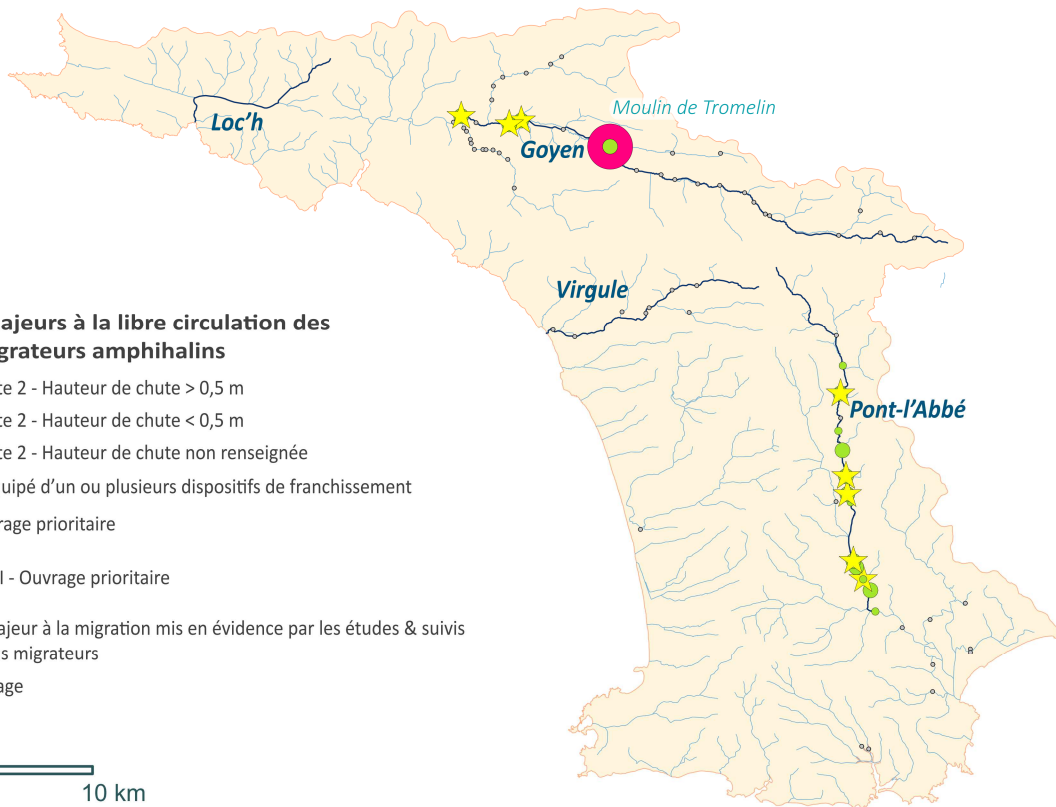 Moulin de Tromelin
Loc'h
Goyen
Virgule
Pont-l'Abbé
ajeurs à la libre circulation des
grateurs amphihalins
te 2 - Hauteur de chute > 0,5 m
te 2 - Hauteur de chute < 0,5 m
te 2 - Hauteur de chute non renseignée
uipé d'un ou plusieurs dispositifs de franchissement
rage prioritaire
I - Ouvrage prioritaire
ajeur à la migration mis en évidence par les études & suivis
s migrateurs
age
10 km